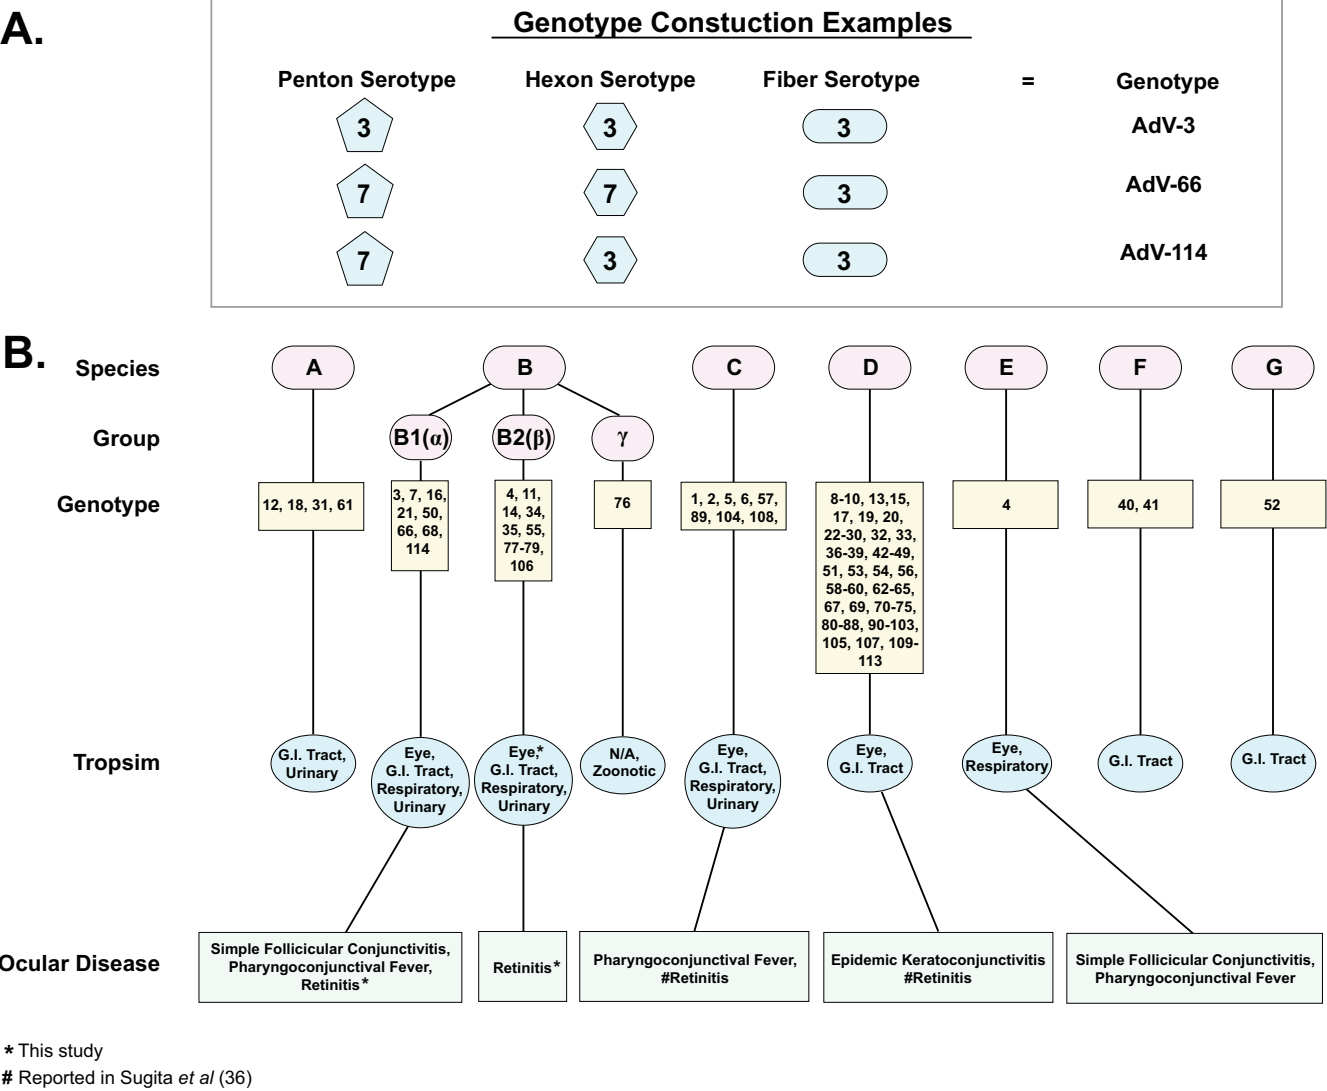 A.
Genotype Constuction Examples
Penton Serotype Hexon Serotype Fiber Serotype = Genotype
3 3 3 AdV-3
7 7 3 AdV-66
7 3 3 AdV-114
B.
Species A B C D E F G
Group B1(α) B2(β) γ
Genotype
12, 18, 31, 61
3, 7, 16,
21, 50,
66, 68,
114
4, 11,
14, 34,
35, 55,
77-79,
106
76
1, 2, 5, 6, 57,
89, 104, 108,
8-10, 13,15,
17, 19, 20,
22-30, 32, 33,
36-39, 42-49,
51, 53, 54, 56,
58-60, 62-65,
67, 69, 70-75,
80-88, 90-103,
105, 107, 109-
113
4
40, 41
52
Tropsim
G.I. Tract,
Urinary
Eye,
G.I. Tract,
Respiratory,
Urinary
Eye,*
G.I. Tract,
Respiratory,
Urinary
N/A,
Zoonotic
Eye,
G.I. Tract,
Respiratory,
Urinary
Eye,
G.I. Tract
Eye,
Respiratory
G.I. Tract
G.I. Tract
Ocular Disease
Simple Follicicular Conjunctivitis,
Pharyngoconjunctival Fever,
Retinitis*
Retinitis*
Pharyngoconjunctival Fever,
#Retinitis
Epidemic Keratoconjunctivitis
#Retinitis
Simple Follicicular Conjunctivitis,
Pharyngoconjunctival Fever
* This study
# Reported in Sugita et al (36)